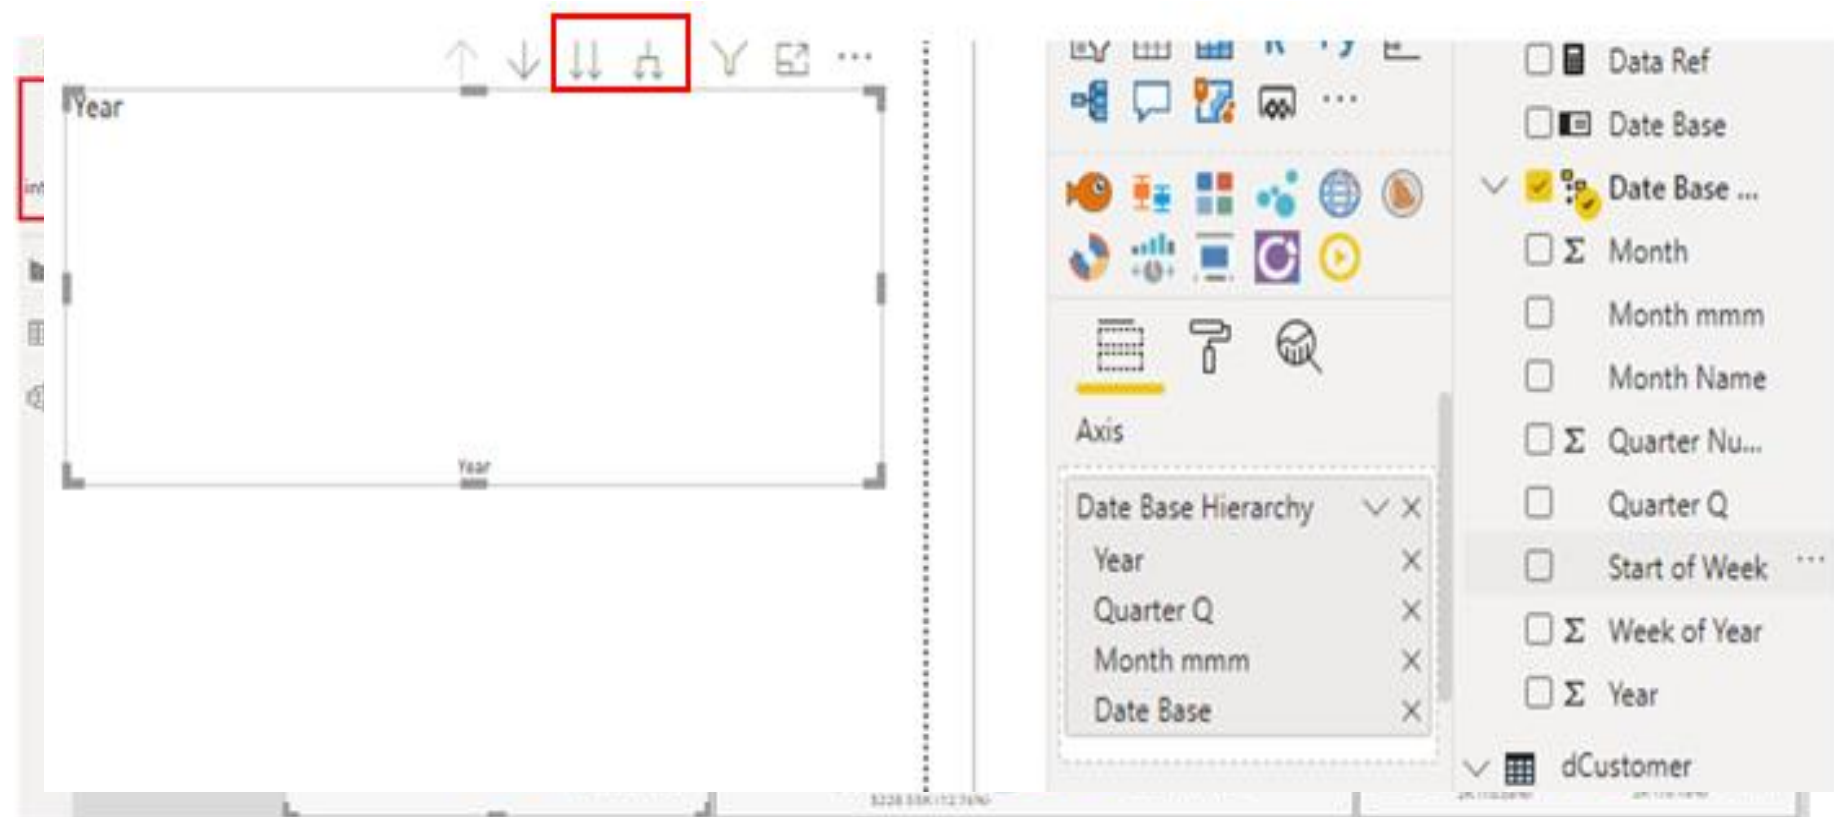 Year
Year
Axis
Date Base Hierarchy
Year
Quarter Q
Month mmm
Date Base
Data Ref
Date Base
Date Base ...
Month
Month mmm
Month Name
Quarter Nu...
Quarter Q
Start of Week
Week of Year
Year
dCustomer